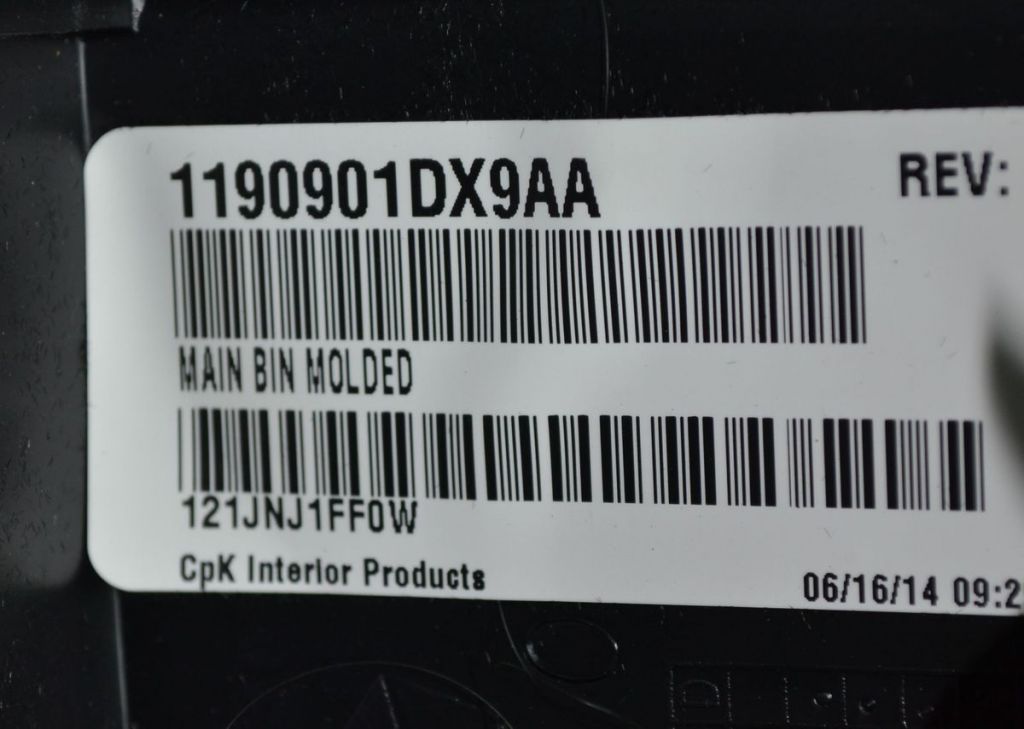 1190901DX9AA
REV:
MAIN BIN MOLDED
121JNJ1FF0W
CpK Interior Products
06/16/14 09:2